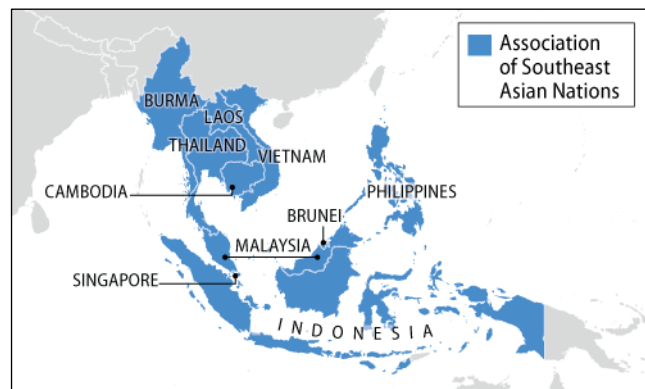 Association
of Southeast
Asian Nations
BURMA
LAOS
THAILAND
VIETNAM
CAMBODIA
PHILIPPINES
BRUNEI
MALAYSIA
SINGAPORE
INDONESIA